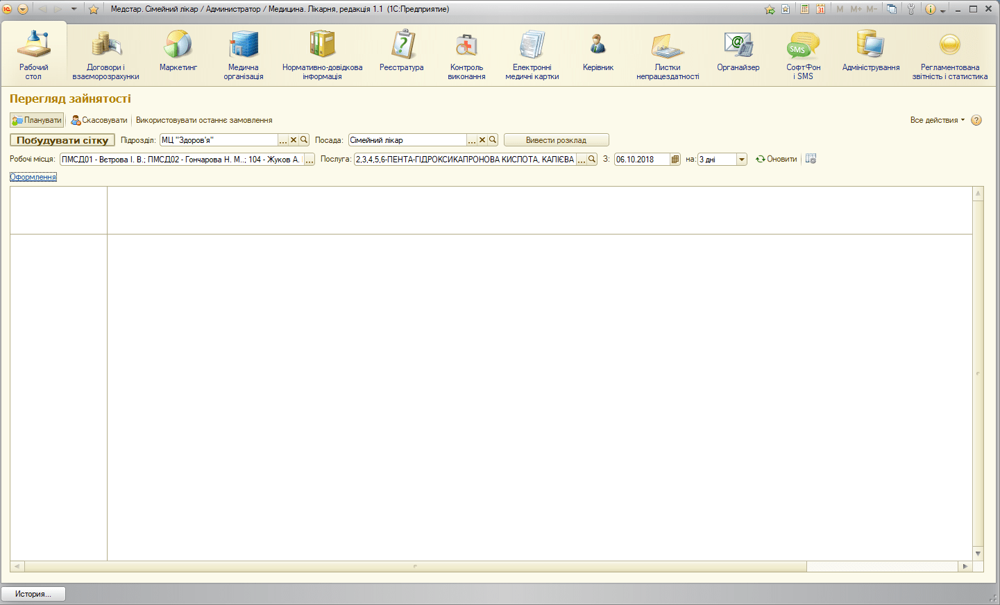 Медстар. Сімейний лікар / Администратор / Медицина. Лікарня, редакція 1.1 (1С:Предприятие)
M M+ M-
Рабочий
стол
Договори і
взаєморозрахунки
Маркетинг
Медична
організація
Нормативно-довідкова
інформація
Реєстратура
Контроль
виконання
Електронні
медичні картки
Керівник
Листки
непрацездатності
Органайзер
SMS
СофтФон
і SMS
Адміністрування
Регламентована
звітність і статистика
Перегляд зайнятості
Планувати Скасовувати Використовувати останнє замовлення Все действия
Побудувати сітку Підрозділ: МЦ "Здоров'я" ... Посада: Сімейний лікар ... Вивести розклад
Робочі місця: ПМСД01 - Вєтрова І. В.; ПМСД02 - Гончарова Н. М..; 104 - Жуков А. ... Послуга: 2,3,4,5,6-ПЕНТА-ГІДРОКСИКАПРОНОВА КИСЛОТА, КАЛІЄВА ... З: 06.10.2018 на: 3 дні Оновити
Оформлення
История...